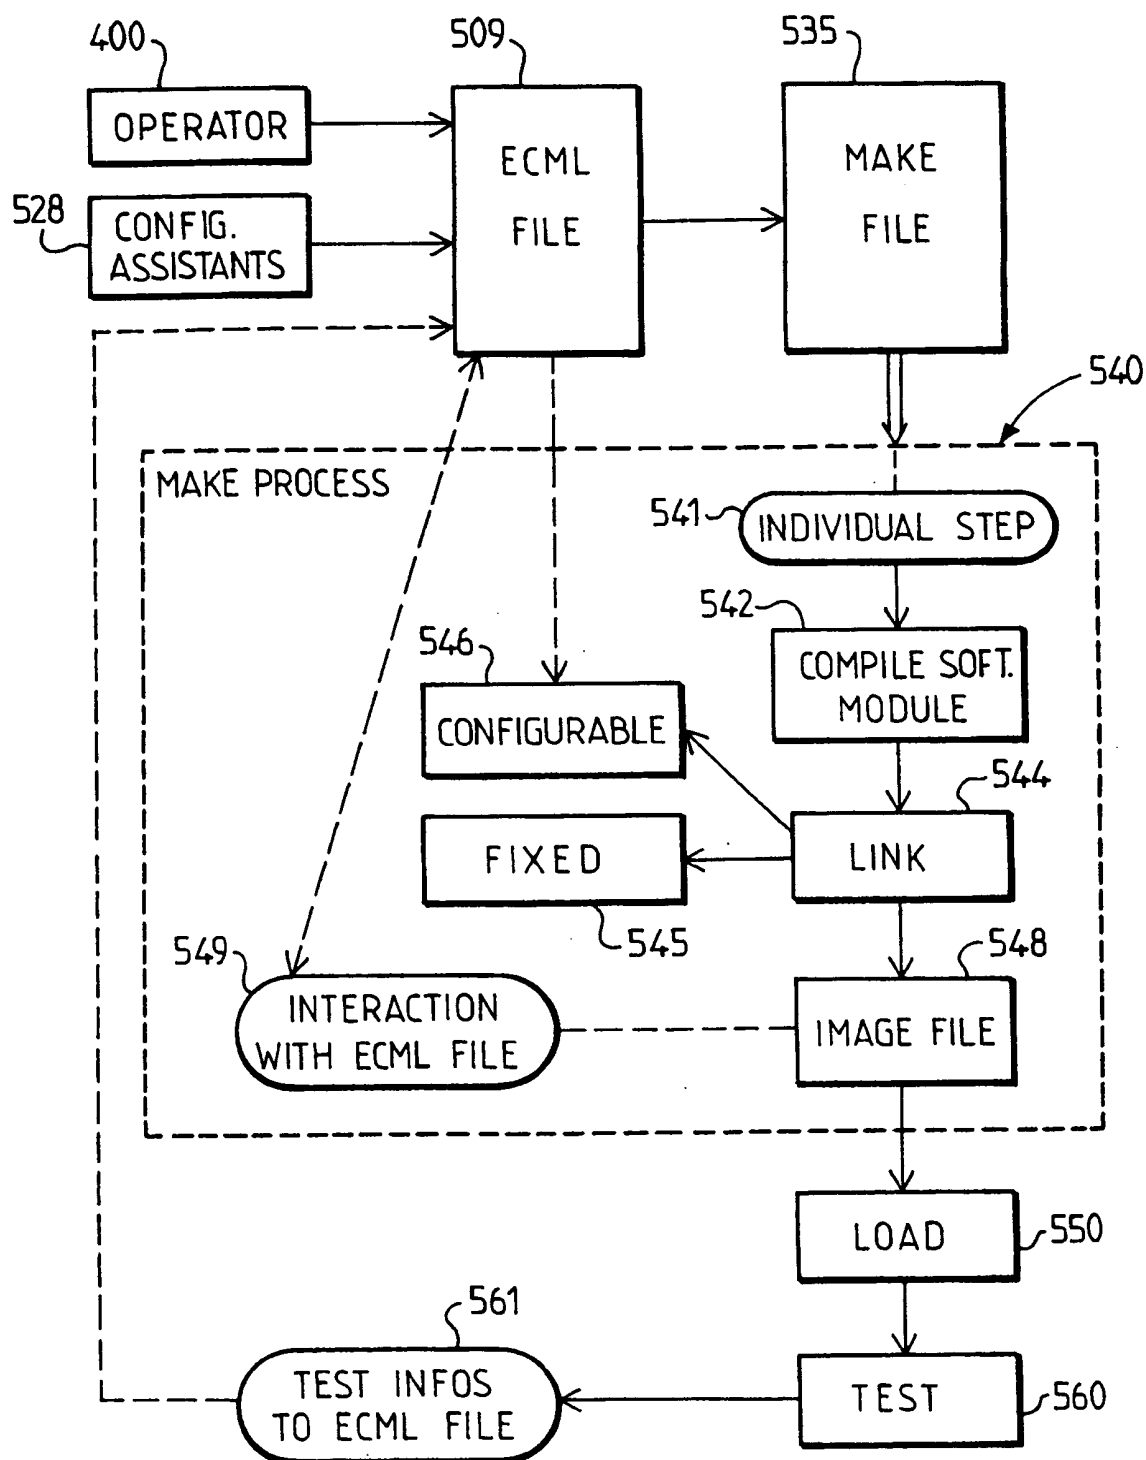 400
509
535
OPERATOR
ECML
FILE
MAKE
FILE
528
CONFIG.
ASSISTANTS
540
MAKE PROCESS
541
INDIVIDUAL STEP
542
COMPILE SOFT.
MODULE
546
CONFIGURABLE
544
LINK
FIXED
545
548
549
INTERACTION
WITH ECML FILE
IMAGE FILE
LOAD
550
561
TEST INFOS
TO ECML FILE
TEST
560